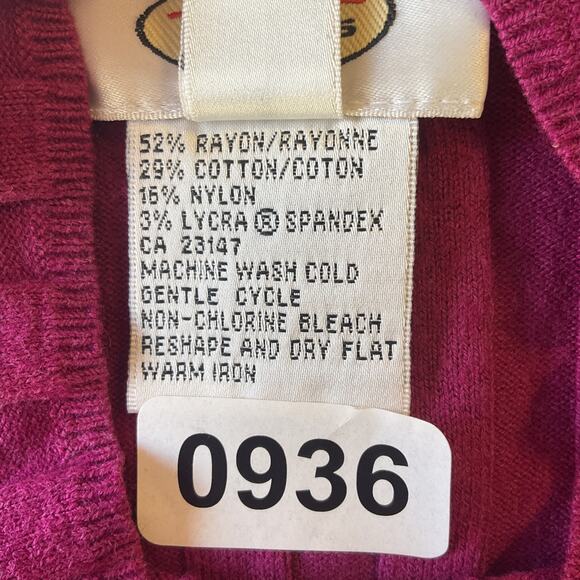 52% RAYON/RAYONNE
29% COTTON/COTON
16% NYLON
3% LYCRA ® SPANDEX
CA 23147
MACHINE WASH COLD
GENTLE CYCLE
NON-CHLORINE BLEACH
RESHAPE AND DRY FLAT
WARM IRON
0936